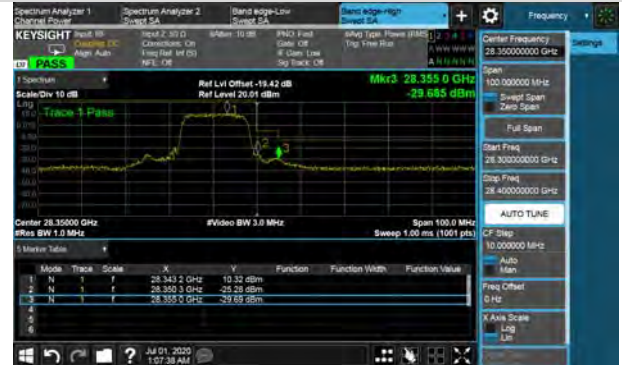 Spectrum Analyzer 1
Channel Power
Spectrum Analyzer 2
Swept SA
Band edge-Low
Swept SA
Band edge-High
Swept SA
Frequency
KEYSIGHT Input: RF
Coupling: DC
Align: Auto
Input Z: 50 Ω
Corrections: On
Freq Ref: Int (S)
NFE: Off
#Atten: 10 dB
PNO: Fast
Gate: Off
IF Gain: Low
Sig Track: Off
#Avg Type: Power (RMS)
Trig: Free Run
PASS
1 Spectrum
Scale/Div 10 dB
Ref Lvl Offset -19.42 dB
Ref Level 20.01 dBm
Mkr3 28.355 0 GHz
-29.685 dBm
Log
Trace 1 Pass
Center 28.35000 GHz
#Res BW 1.0 MHz
#Video BW 3.0 MHz
Span 100.0 MHz
Sweep 1.00 ms (1001 pts)
5 Marker Table
Mode Trace Scale X Y Function Function Width Function Value
1 N 1 f 28.343 2 GHz 10.32 dBm
2 N 1 f 28.350 3 GHz -25.28 dBm
3 N 1 f 28.355 0 GHz -29.69 dBm
4
5
6
Jul 01, 2020
1:07:38 AM
Center Frequency
28.350000000 GHz
Settings
Span
100.000000 MHz
Swept Span
Zero Span
Full Span
Start Freq
28.300000000 GHz
Stop Freq
28.400000000 GHz
AUTO TUNE
CF Step
10.000000 MHz
Auto
Man
Freq Offset
0 Hz
X Axis Scale
Log
Lin